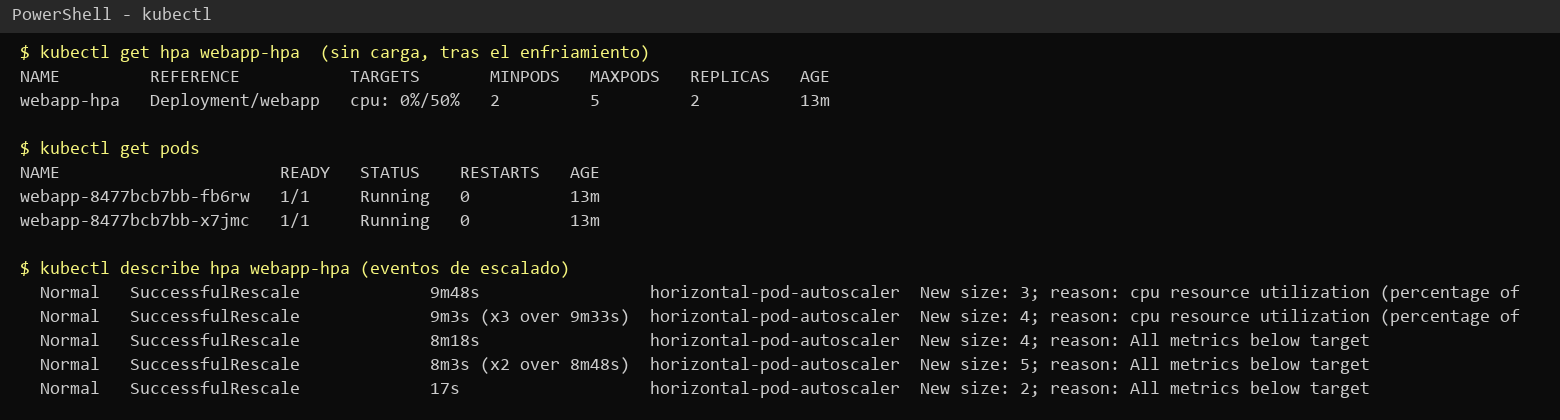 PowerShell - kubectl
$ kubectl get hpa webapp-hpa  (sin carga, tras el enfriamiento)
NAME         REFERENCE           TARGETS       MINPODS   MAXPODS   REPLICAS   AGE
webapp-hpa   Deployment/webapp   cpu: 0%/50%   2         5         2          13m
$ kubectl get pods
NAME                      READY   STATUS    RESTARTS   AGE
webapp-8477bcb7bb-fb6rw   1/1     Running   0          13m
webapp-8477bcb7bb-x7jmc   1/1     Running   0          13m
$ kubectl describe hpa webapp-hpa (eventos de escalado)
  Normal   SuccessfulRescale             9m48s                 horizontal-pod-autoscaler  New size: 3; reason: cpu resource utilization (percentage of
  Normal   SuccessfulRescale             9m3s (x3 over 9m33s)  horizontal-pod-autoscaler  New size: 4; reason: cpu resource utilization (percentage of
  Normal   SuccessfulRescale             8m18s                 horizontal-pod-autoscaler  New size: 4; reason: All metrics below target
  Normal   SuccessfulRescale             8m3s (x2 over 8m48s)  horizontal-pod-autoscaler  New size: 5; reason: All metrics below target
  Normal   SuccessfulRescale             17s                   horizontal-pod-autoscaler  New size: 2; reason: All metrics below target